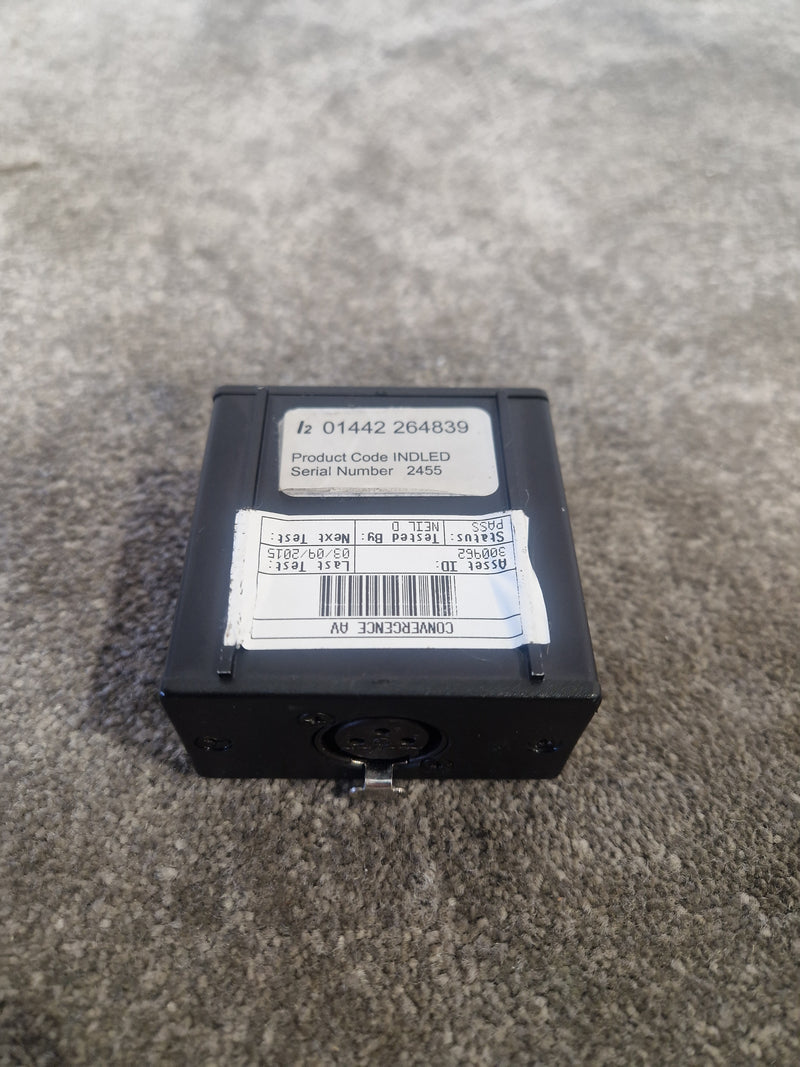 I2 01442 264839
Product Code INDLED
Serial Number 2455
CONVERGENCE AV
Asset ID: Last Test:
300962 03/09/2015
Status: Tested By: Next Test:
PASS NEIL D